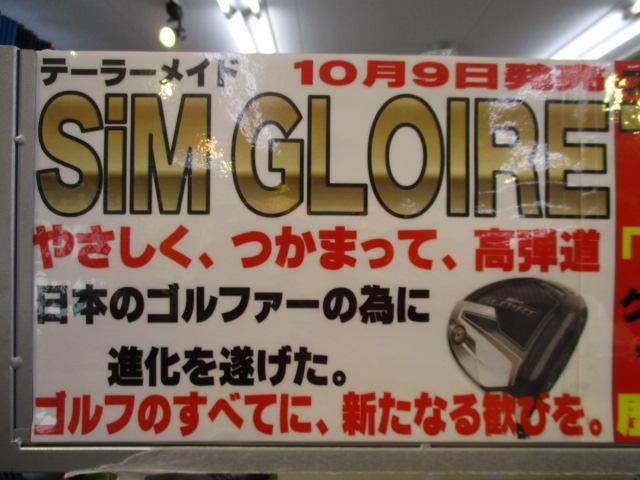 テーラーメイド 10月9日発売
SiM GLOIRE
やさしく、つかまって、高弾道
日本のゴルファーの為に
進化を遂げた。
ゴルフのすべてに、新たなる歓びを。
GLOIRE